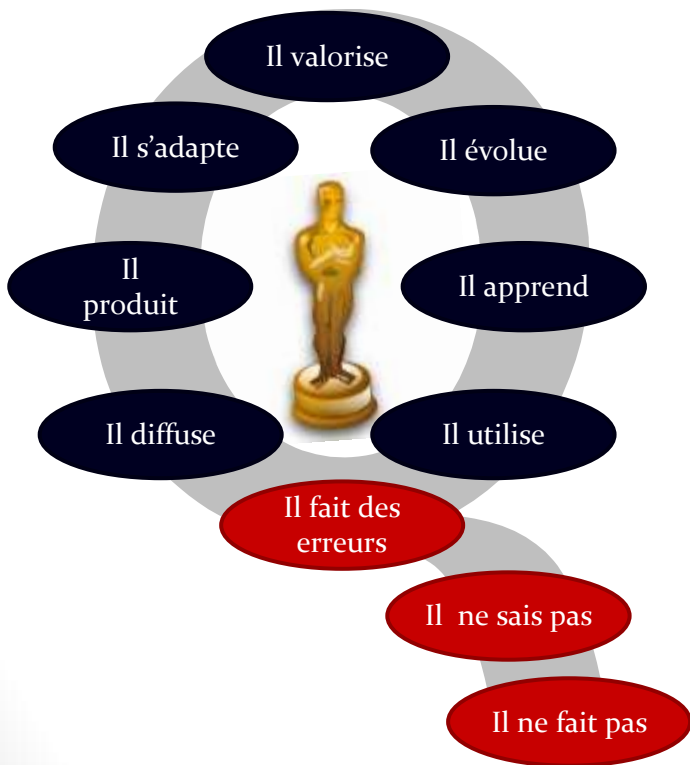 Il valorise
Il s’adapte
Il évolue
Il
produit
Il apprend
Il diffuse
Il utilise
Il fait des
erreurs
Il ne sais pas
Il ne fait pas